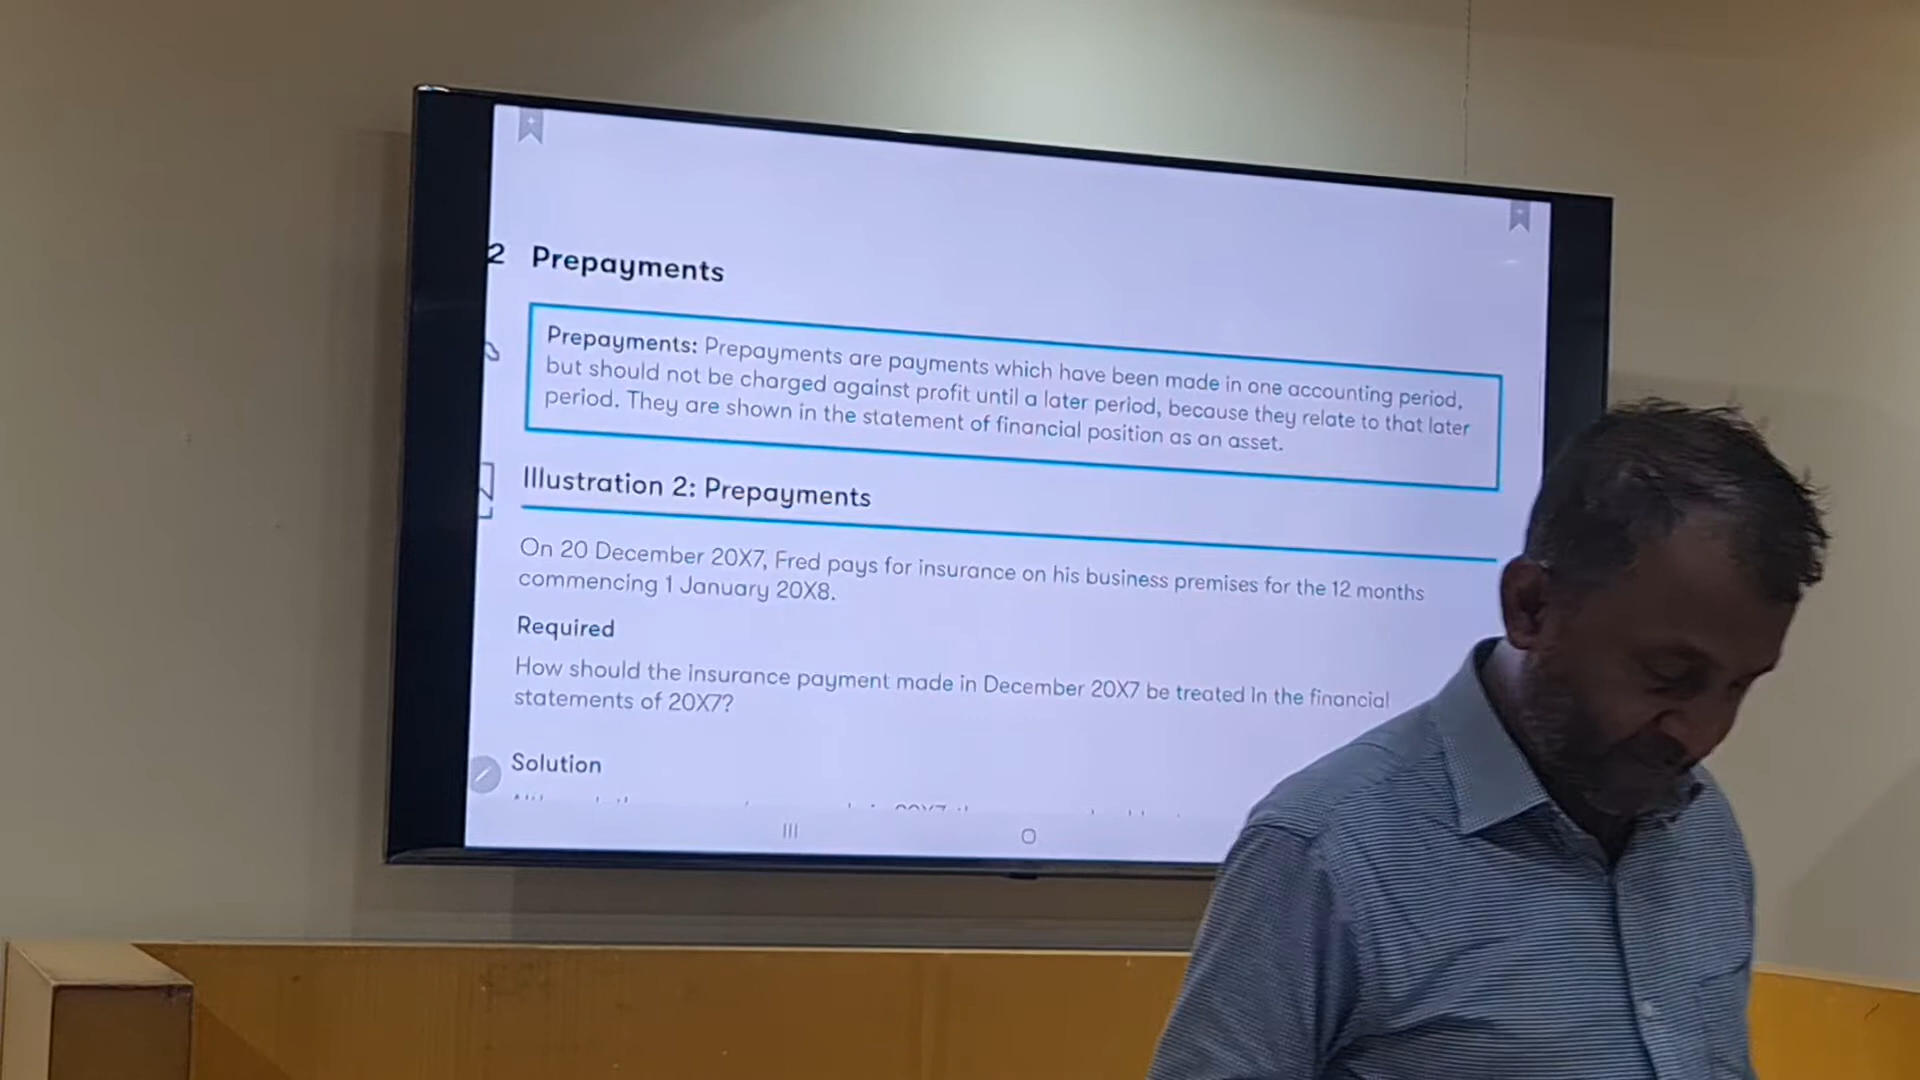 2 Prepayments
Prepayments: Prepayments are payments which have been made in one accounting period,
but should not be charged against profit until a later period, because they relate to that later
period. They are shown in the statement of financial position as an asset.
Illustration 2: Prepayments
On 20 December 20X7, Fred pays for insurance on his business premises for the 12 months
commencing 1 January 20X8.
Required
How should the insurance payment made in December 20X7 be treated in the financial
statements of 20X7?
Solution